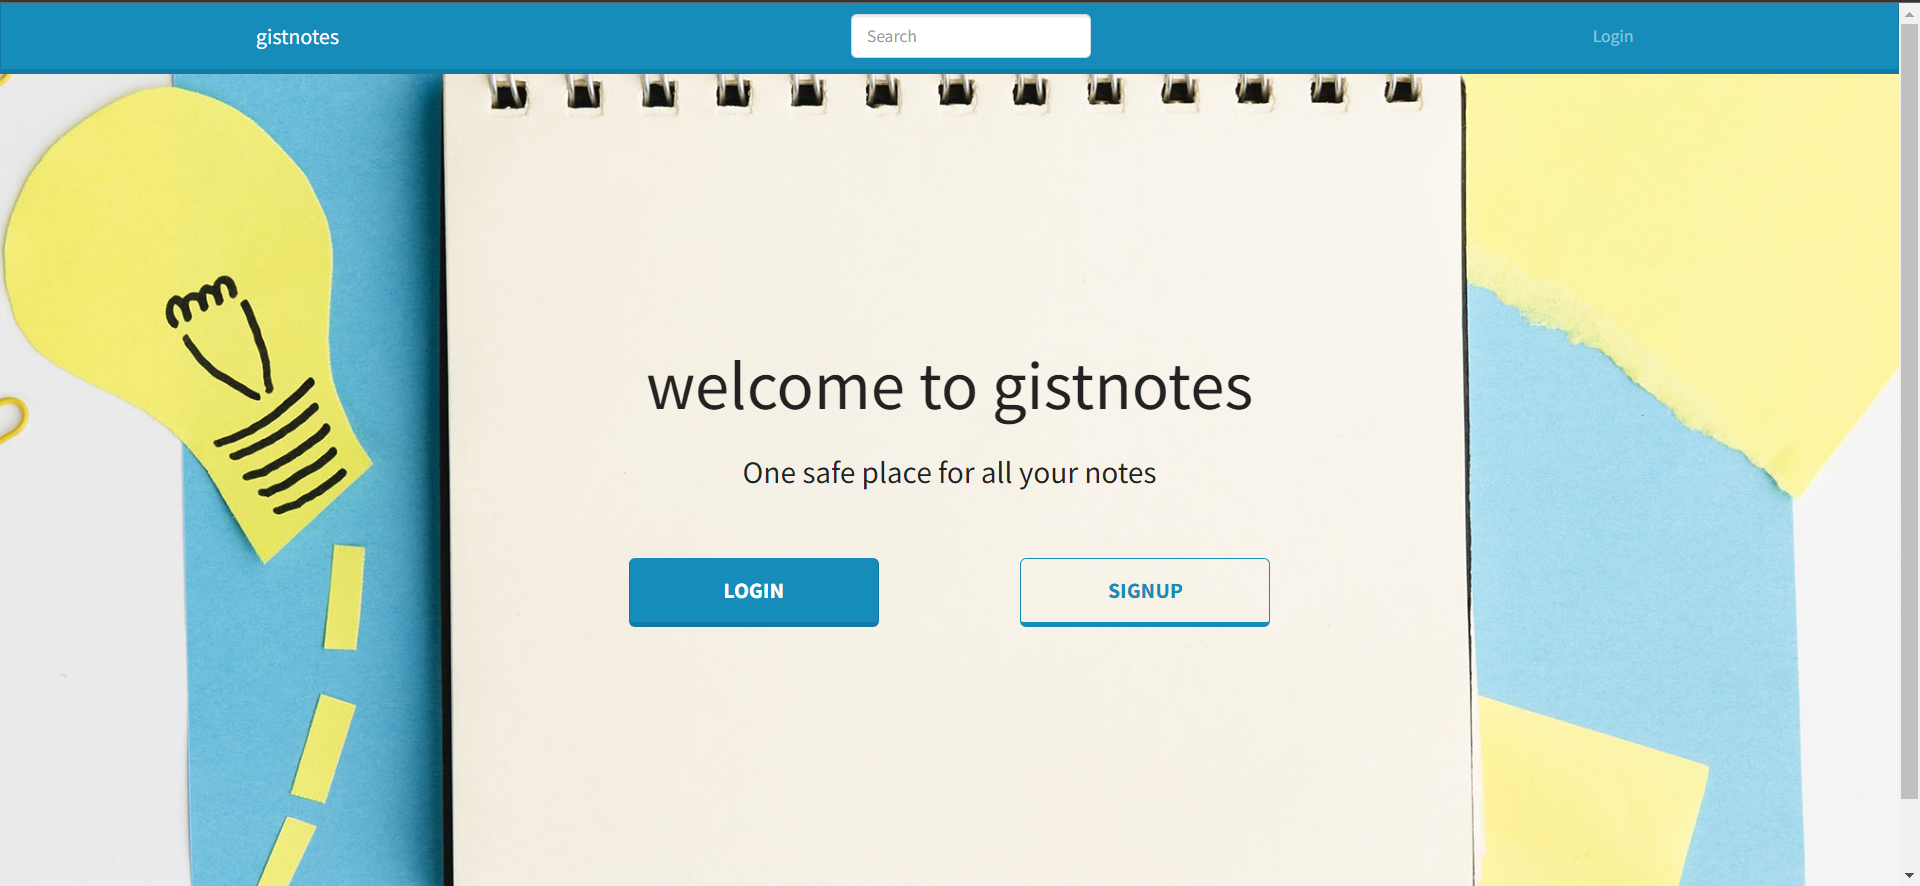 gistnotes
Search
Login
welcome to gistnotes
One safe place for all your notes
LOGIN
SIGNUP